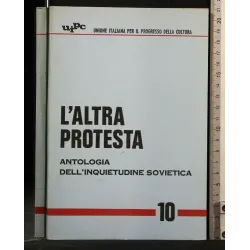 uipc
UNIONE ITALIANA PER IL PROGRESSO DELLA CULTURA
L'ALTRA
PROTESTA
ANTOLOGIA
DELL'INQUIETUDINE SOVIETICA
10